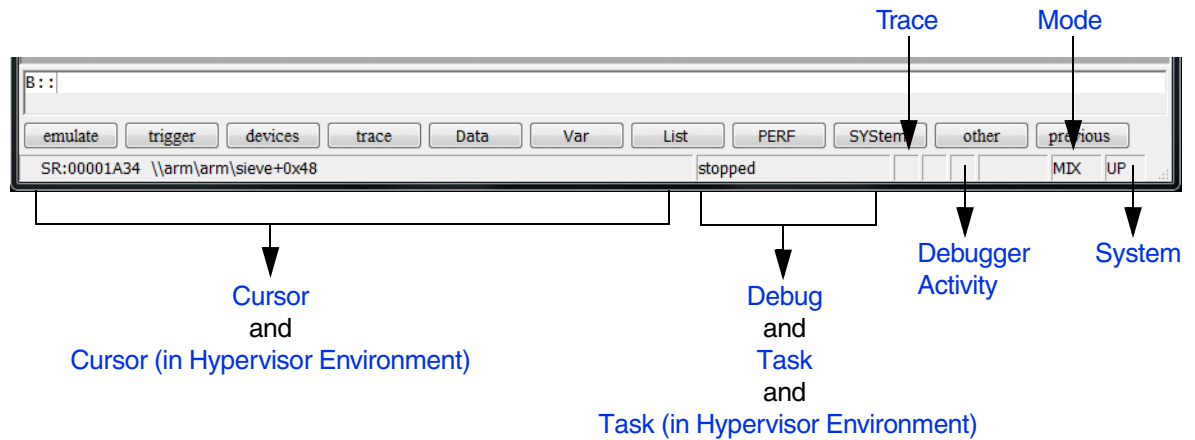 Trace Mode
B::
emulate trigger devices trace Data Var List PERF SYStem other previous
SR:00001A34 \\arm\arm\sieve+0x48 stopped MIX UP
Cursor
and
Cursor (in Hypervisor Environment)
Debug
and
Task
and
Task (in Hypervisor Environment)
Debugger
Activity
System